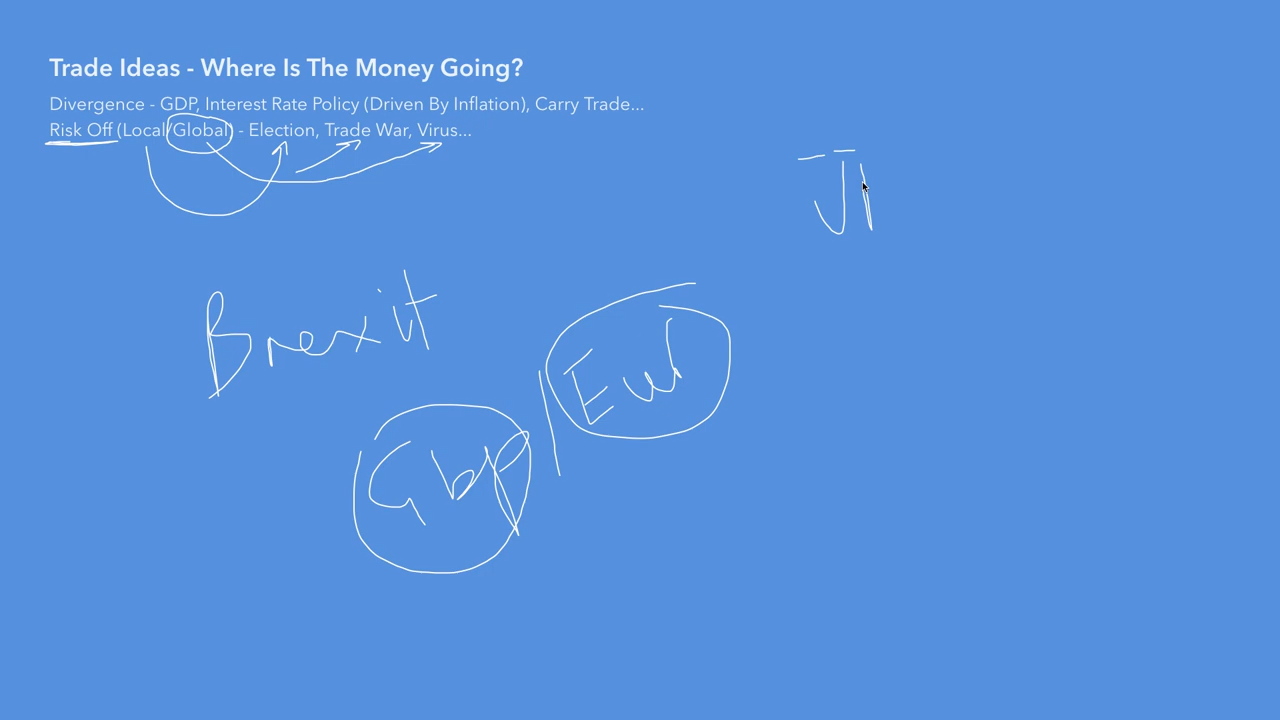 Trade Ideas - Where Is The Money Going?
Divergence - GDP, Interest Rate Policy (Driven By Inflation), Carry Trade...
Risk Off (Local/Global) - Election, Trade War, Virus...
Brexit
Gbp / Eur